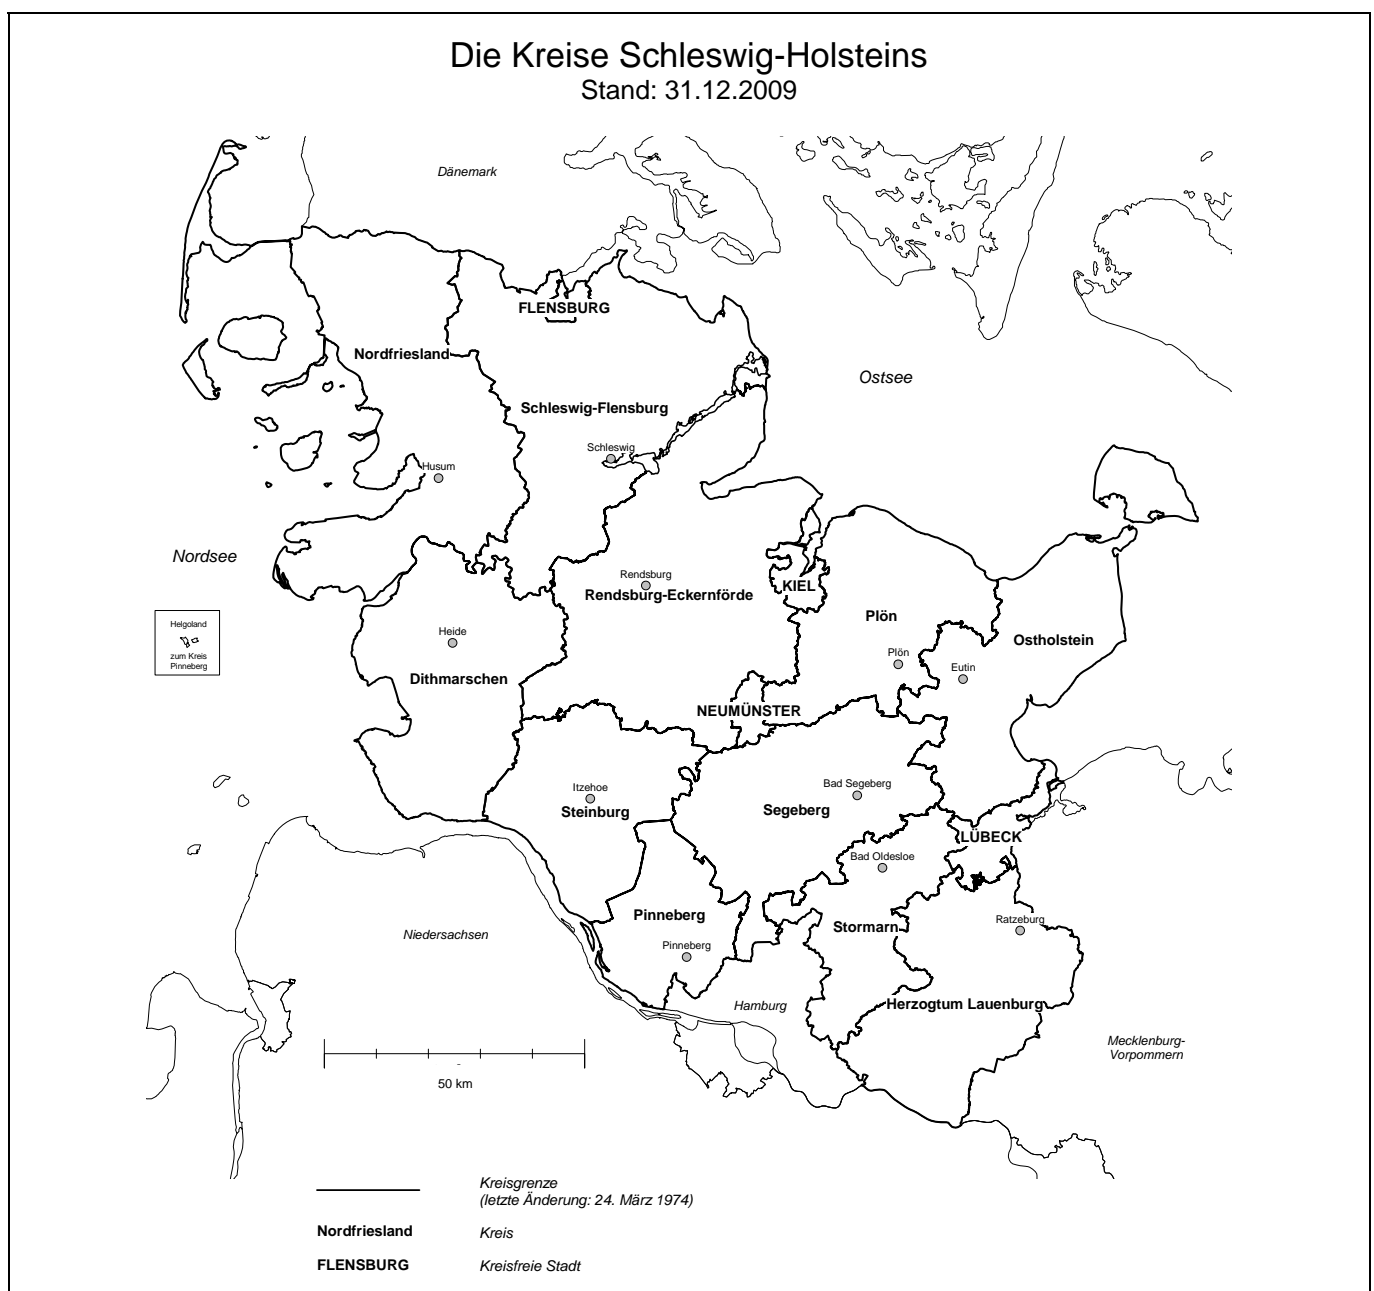 Die Kreise Schleswig-Holsteins
Stand: 31.12.2009
Dänemark
FLENSBURG
Nordfriesland
Ostsee
Schleswig-Flensburg
Schleswig
Husum
Nordsee
Rendsburg
Rendsburg-Eckernförde
KIEL
Plön
Helgoland
zum Kreis
Pinneberg
Heide
Ostholstein
Plön
Eutin
Dithmarschen
NEUMÜNSTER
Itzehoe
Steinburg
Bad Segeberg
Segeberg
LÜBECK
Bad Oldesloe
Pinneberg
Stormarn
Ratzeburg
Niedersachsen
Pinneberg
Hamburg
Herzogtum Lauenburg
Mecklenburg-
Vorpommern
50 km
Kreisgrenze
(letzte Änderung: 24. März 1974)
Nordfriesland Kreis
FLENSBURG Kreisfreie Stadt